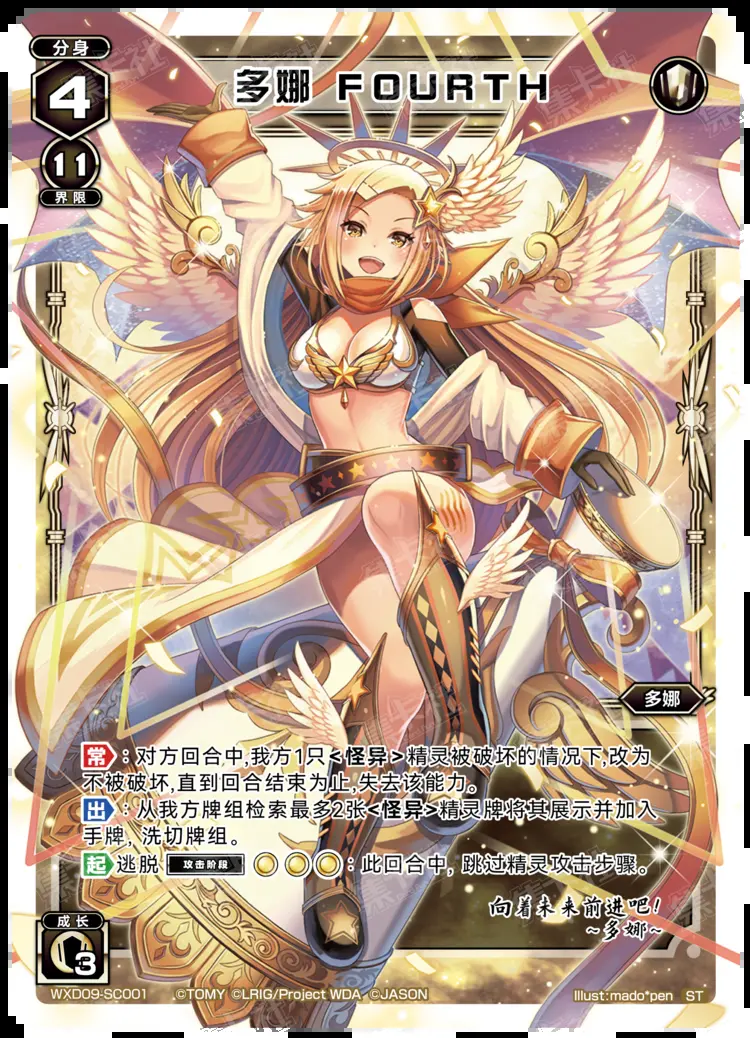 分身
4
多娜 FOURTH
11
界限
多娜
常：对方回合中,我方1只<怪异>精灵被破坏的情况下,改为
不被破坏,直到回合结束为止,失去该能力。
出：从我方牌组检索最多2张<怪异>精灵牌将其展示并加入
手牌, 洗切牌组。
起 逃脱 攻击阶段 ：此回合中, 跳过精灵攻击步骤。
向着未来前进吧!
~多娜~
成长
3
WXD09-SC001 ©TOMY ©LRIG/Project WDA ©JASON Illust:mado*pen ST
集卡社